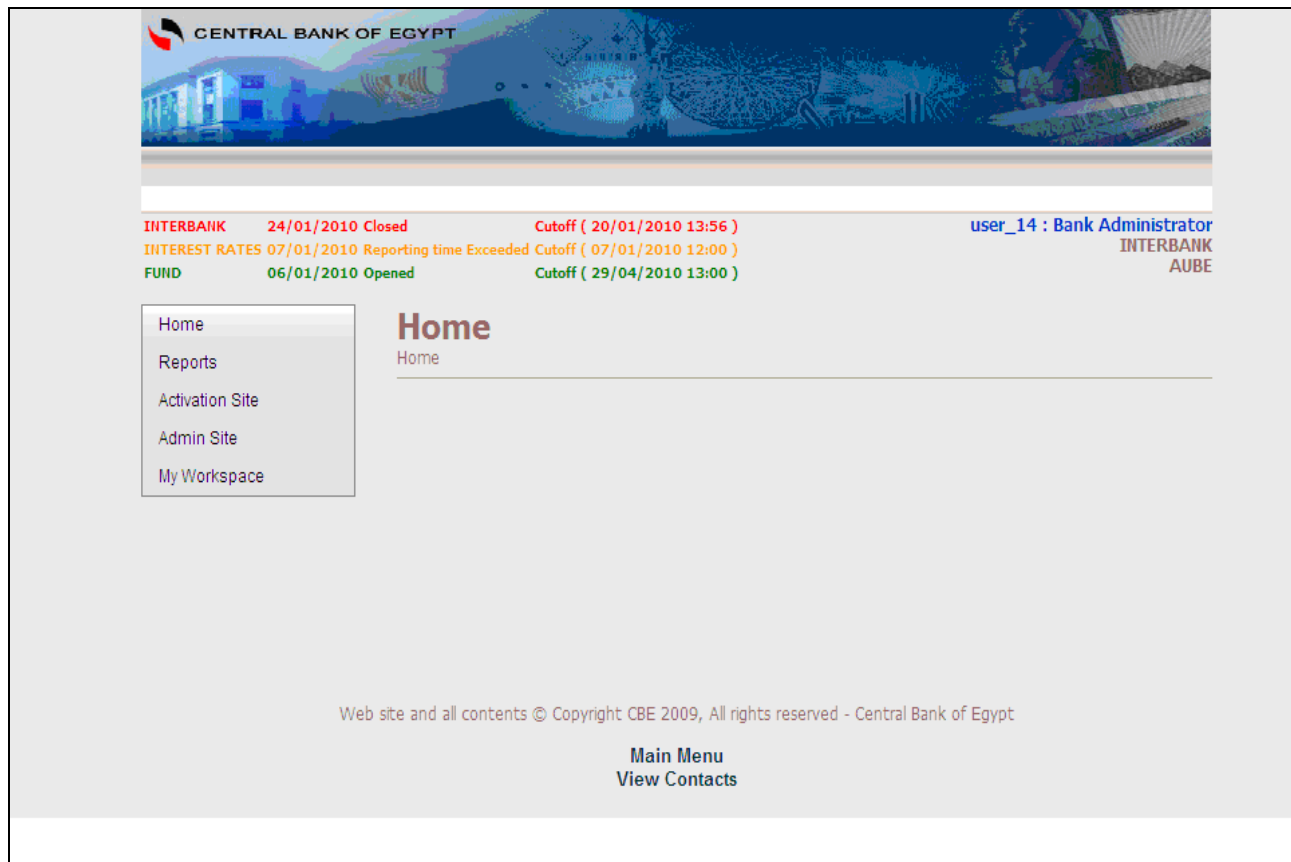 CENTRAL BANK OF EGYPT
INTERBANK 24/01/2010 Closed Cutoff ( 20/01/2010 13:56 )
INTEREST RATES 07/01/2010 Reporting time Exceeded Cutoff ( 07/01/2010 12:00 )
FUND 06/01/2010 Opened Cutoff ( 29/04/2010 13:00 )
user_14 : Bank Administrator
INTERBANK
AUBE
Home
Reports
Activation Site
Admin Site
My Workspace
Home
Home
Web site and all contents © Copyright CBE 2009, All rights reserved - Central Bank of Egypt
Main Menu
View Contacts